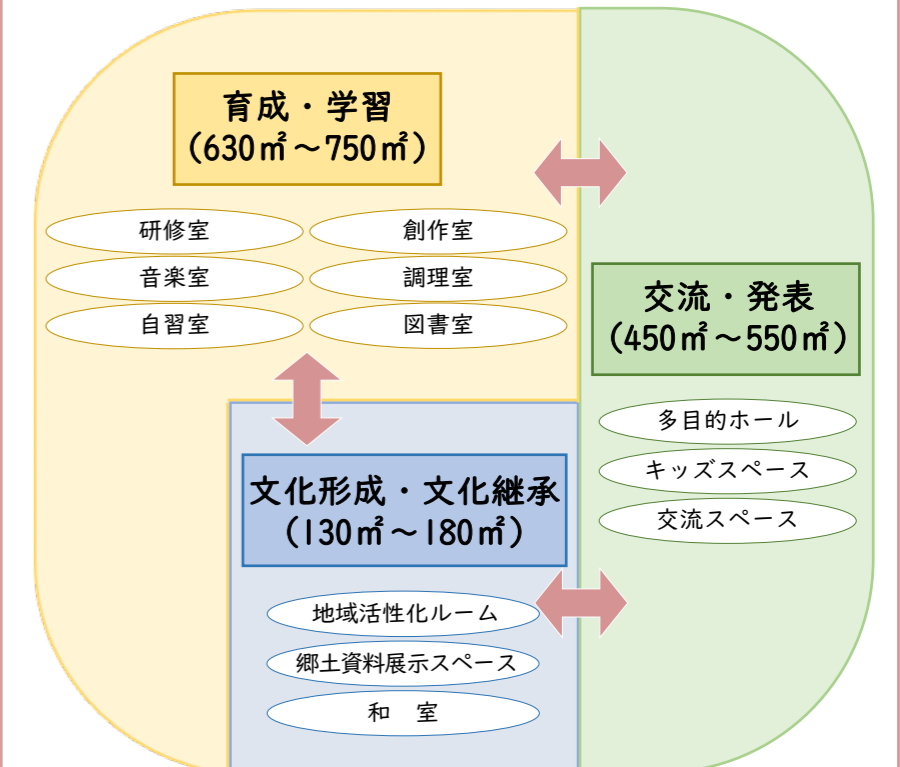 育成・学習
(630㎡～750㎡)
研修室
創作室
音楽室
調理室
自習室
図書室
交流・発表
(450㎡～550㎡)
多目的ホール
キッズスペース
交流スペース
文化形成・文化継承
(130㎡～180㎡)
地域活性化ルーム
郷土資料展示スペース
和　室